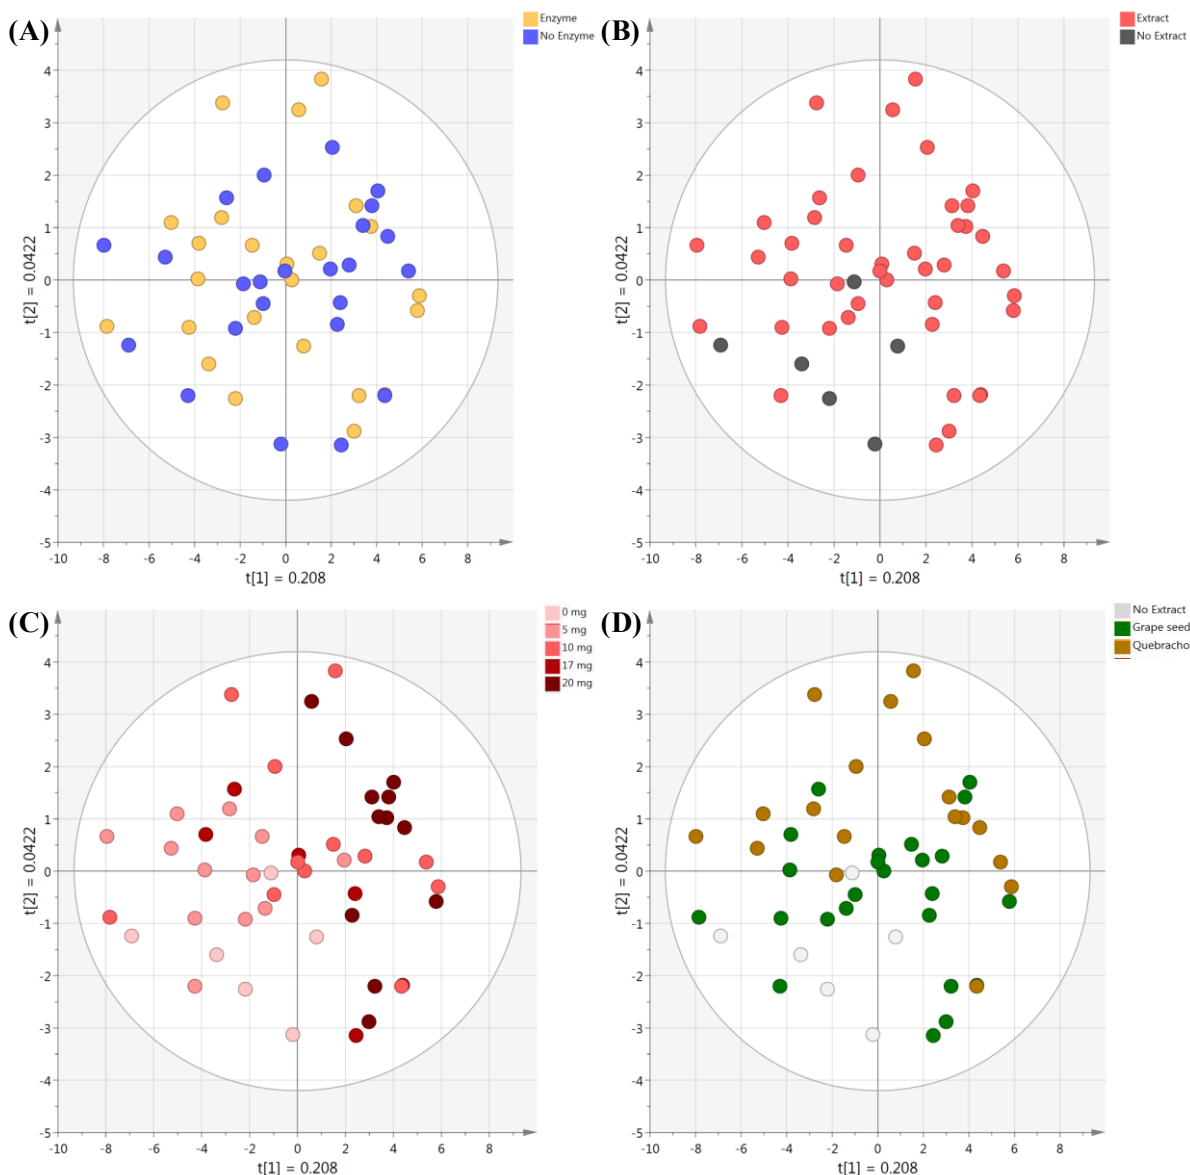 (A)
Enzyme
No Enzyme
4
3
2
1
0
-1
-2
-3
-4
-5
t[2] = 0.0422
-10 -8 -6 -4 -2 0 2 4 6 8
t[1] = 0.208
(B)
Extract
No Extract
4
3
2
1
0
-1
-2
-3
-4
-5
t[2] = 0.0422
-10 -8 -6 -4 -2 0 2 4 6 8
t[1] = 0.208
(C)
0 mg
5 mg
10 mg
17 mg
20 mg
4
3
2
1
0
-1
-2
-3
-4
-5
t[2] = 0.0422
-10 -8 -6 -4 -2 0 2 4 6 8
t[1] = 0.208
(D)
No Extract
Grape seed
Quebracho
4
3
2
1
0
-1
-2
-3
-4
-5
t[2] = 0.0422
-10 -8 -6 -4 -2 0 2 4 6 8
t[1] = 0.208